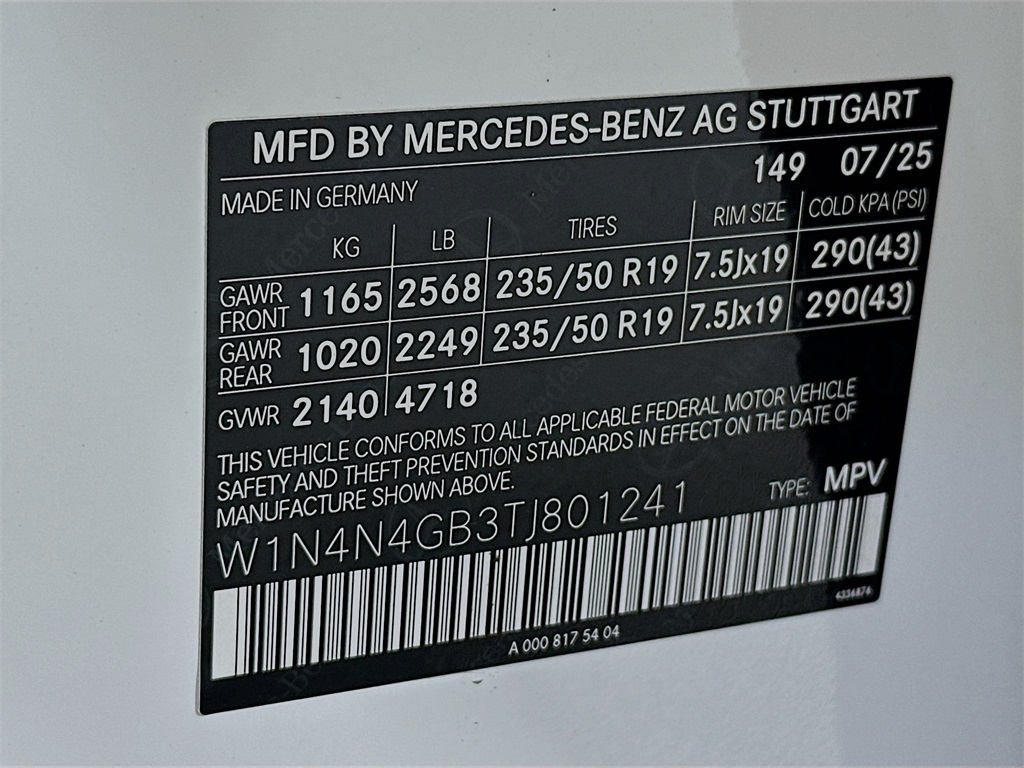 MFD BY MERCEDES-BENZ AG STUTTGART
MADE IN GERMANY 149 07/25
KG LB TIRES RIM SIZE COLD KPA (PSI)
GAWR FRONT 1165 2568 235/50 R19 7.5Jx19 290(43)
GAWR REAR 1020 2249 235/50 R19 7.5Jx19 290(43)
GVWR 2140 4718
THIS VEHICLE CONFORMS TO ALL APPLICABLE FEDERAL MOTOR VEHICLE
SAFETY AND THEFT PREVENTION STANDARDS IN EFFECT ON THE DATE OF
MANUFACTURE SHOWN ABOVE.
W1N4N4GB3TJ801241 TYPE: MPV
A 000 817 54 04